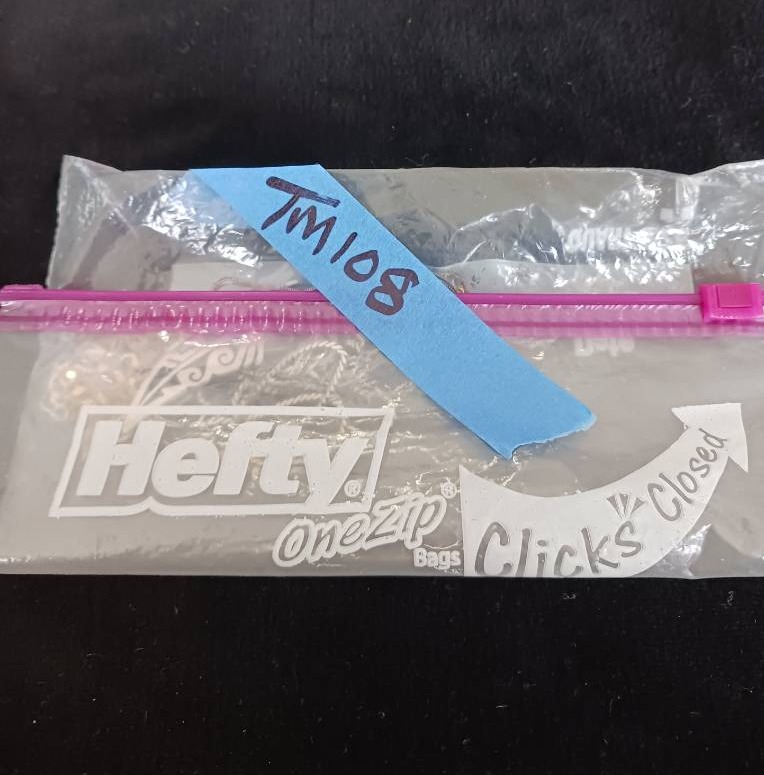 TM108
Hefty®
OneZip®
Bags
Clicks Closed